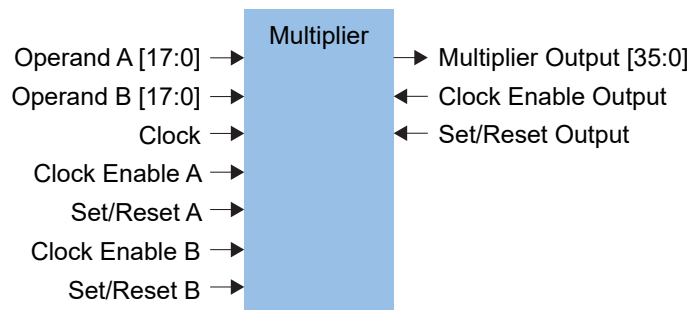 Multiplier
Operand A [17:0]
Operand B [17:0]
Clock
Clock Enable A
Set/Reset A
Clock Enable B
Set/Reset B
Multiplier Output [35:0]
Clock Enable Output
Set/Reset Output